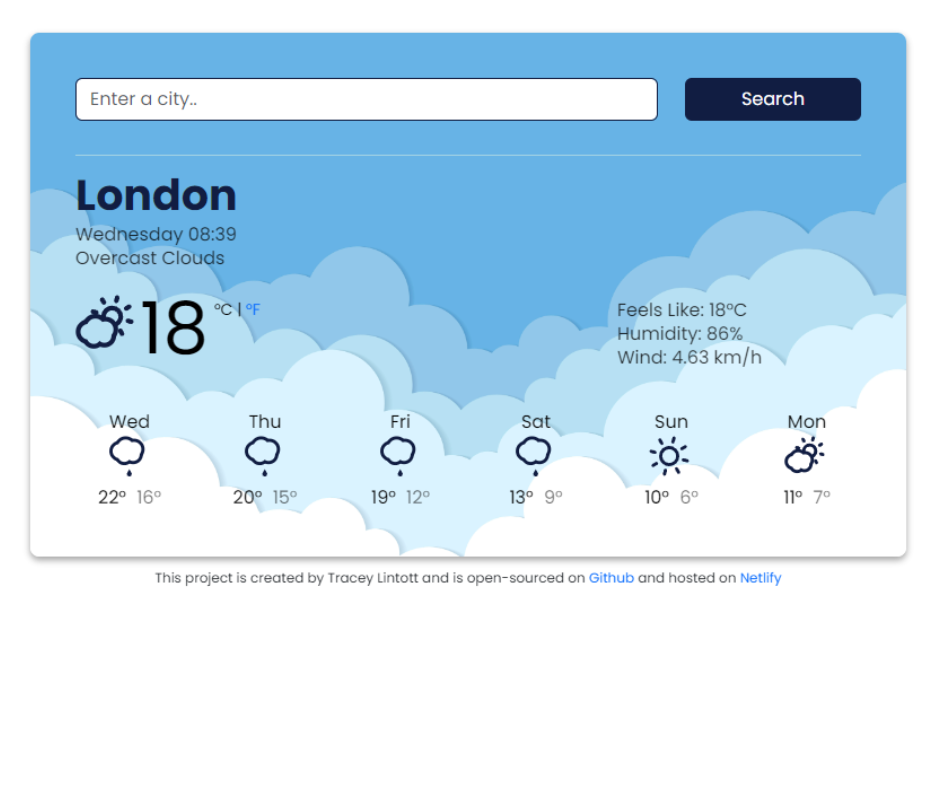 Enter a city..
Search
London
Wednesday 08:39
Overcast Clouds
18 °C | °F
Feels Like: 18°C
Humidity: 86%
Wind: 4.63 km/h
Wed Thu Fri Sat Sun Mon
22° 16° 20° 15° 19° 12° 13° 9° 10° 6° 11° 7°
This project is created by Tracey Lintott and is open-sourced on Github and hosted on Netlify